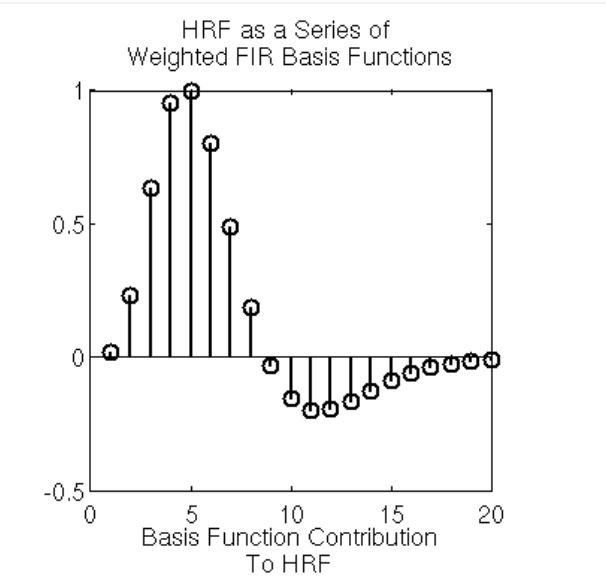 HRF as a Series of
Weighted FIR Basis Functions
1
0.5
0
-0.5
0 5 10 15 20
Basis Function Contribution
To HRF